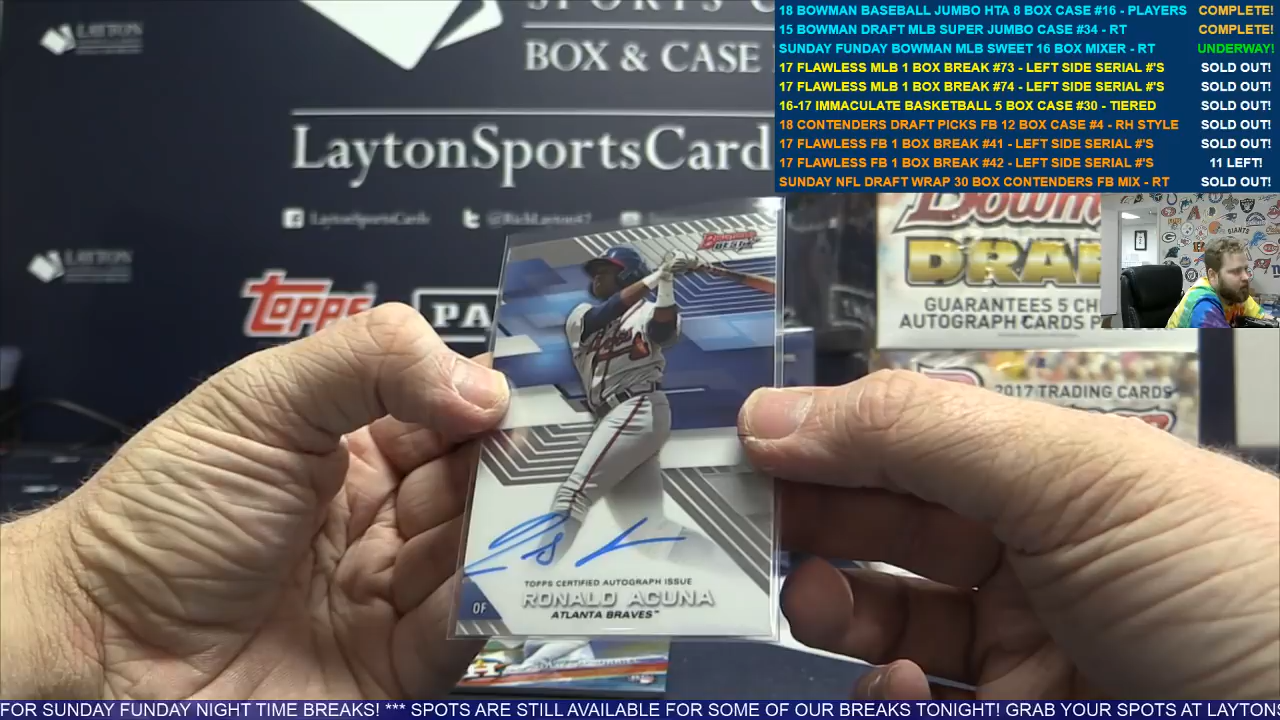 18 BOWMAN BASEBALL JUMBO HTA 8 BOX CASE #16 - PLAYERS COMPLETE!
15 BOWMAN DRAFT MLB SUPER JUMBO CASE #34 - RT COMPLETE!
SUNDAY FUNDAY BOWMAN MLB SWEET 16 BOX MIXER - RT UNDERWAY!
17 FLAWLESS MLB 1 BOX BREAK #73 - LEFT SIDE SERIAL #'S SOLD OUT!
17 FLAWLESS MLB 1 BOX BREAK #74 - LEFT SIDE SERIAL #'S SOLD OUT!
16-17 IMMACULATE BASKETBALL 5 BOX CASE #30 - TIERED SOLD OUT!
18 CONTENDERS DRAFT PICKS FB 12 BOX CASE #4 - RH STYLE SOLD OUT!
17 FLAWLESS FB 1 BOX BREAK #41 - LEFT SIDE SERIAL #'S SOLD OUT!
17 FLAWLESS FB 1 BOX BREAK #42 - LEFT SIDE SERIAL #'S 11 LEFT!
SUNDAY NFL DRAFT WRAP 30 BOX CONTENDERS FB MIX - RT SOLD OUT!
LAYTON
SPORTS C
BOX & CASE
LaytonSportsCard
LaytonSportsCards
@RichLayton42
LAYTON
topps
PA
Bowm
DRAF
GUARANTEES 5 CH
AUTOGRAPH CARDS P
2017 TRADING CARDS
GIANTS
BOWMAN'S
BEST
Braves
TOPPS CERTIFIED AUTOGRAPH ISSUE
RONALD ACUNA
OF
ATLANTA BRAVES™
FOR SUNDAY FUNDAY NIGHT TIME BREAKS! *** SPOTS ARE STILL AVAILABLE FOR SOME OF OUR BREAKS TONIGHT! GRAB YOUR SPOTS AT LAYTONS